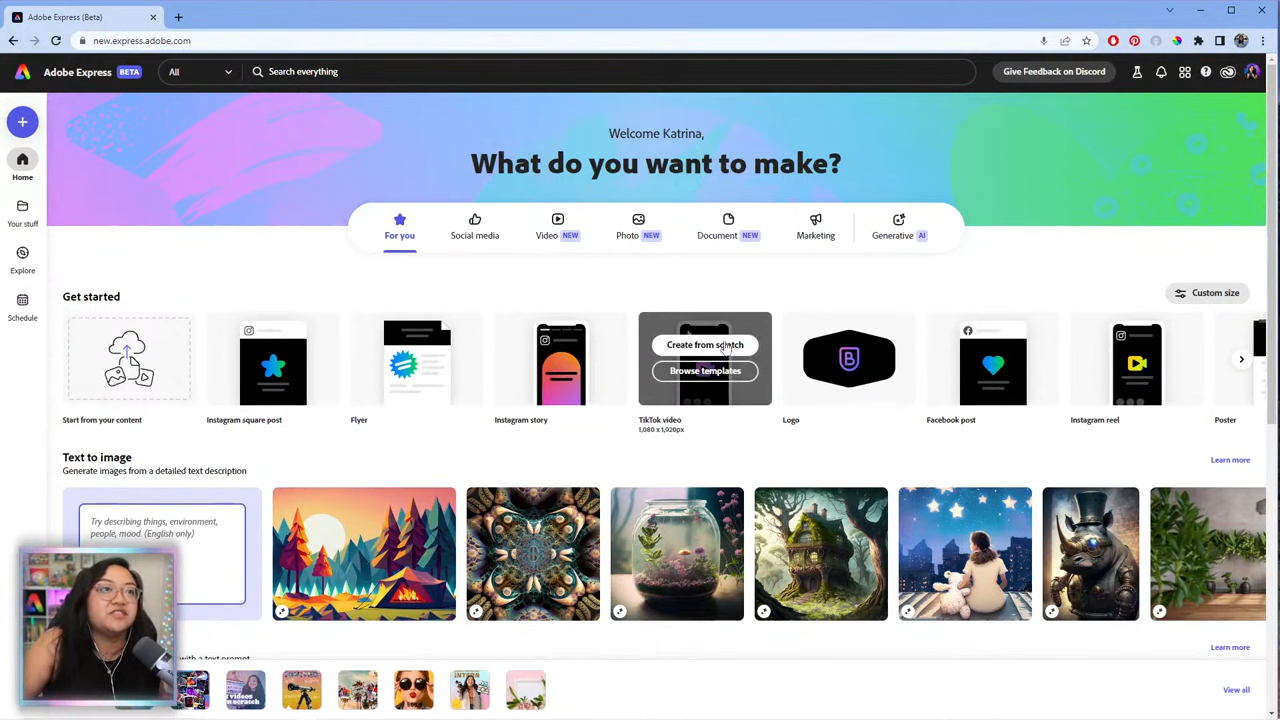 Adobe Express (Beta)
new.express.adobe.com
Adobe Express BETA
All
Search everything
Give Feedback on Discord
Home
Your stuff
Explore
Schedule
Welcome Katrina,
What do you want to make?
For you
Social media
Video NEW
Photo NEW
Document NEW
Marketing
Generative AI
Get started
Custom size
Create from scratch
Browse templates
Start from your content
Instagram square post
Flyer
Instagram story
TikTok video
1,080 x 1,920px
Logo
Facebook post
Instagram reel
Poster
Text to image
Generate images from a detailed text description
Learn more
Try describing things, environment,
people, mood. (English only)
with a text prompt
Learn more
View all